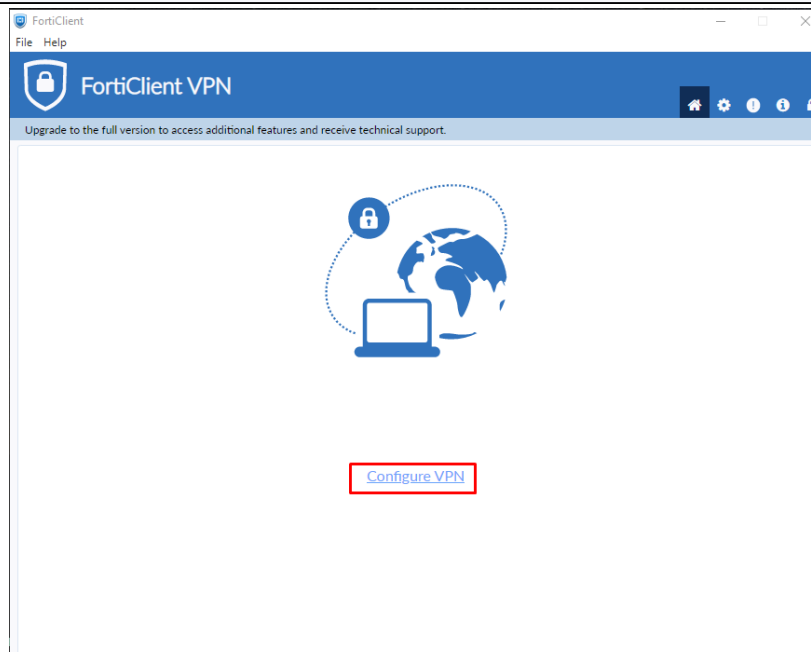 FortiClient
File Help
FortiClient VPN
Upgrade to the full version to access additional features and receive technical support.
Configure VPN